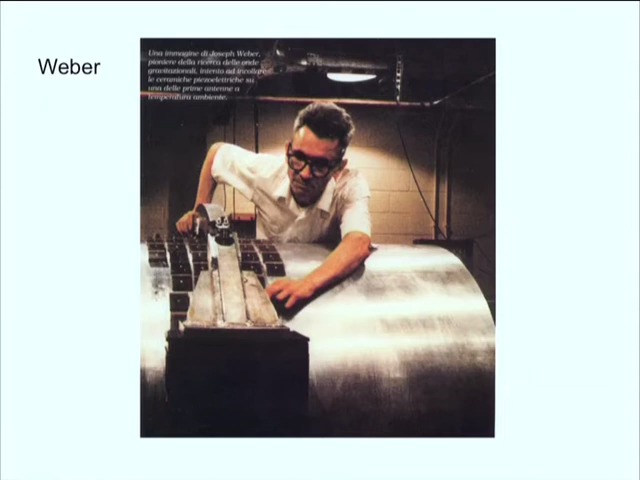 Weber
Una immagine di Joseph Weber,
pioniere della ricerca delle onde
gravitazionali, intento ad incollare
le ceramiche piezoelettriche su
una delle prime antenne a
temperatura ambiente.